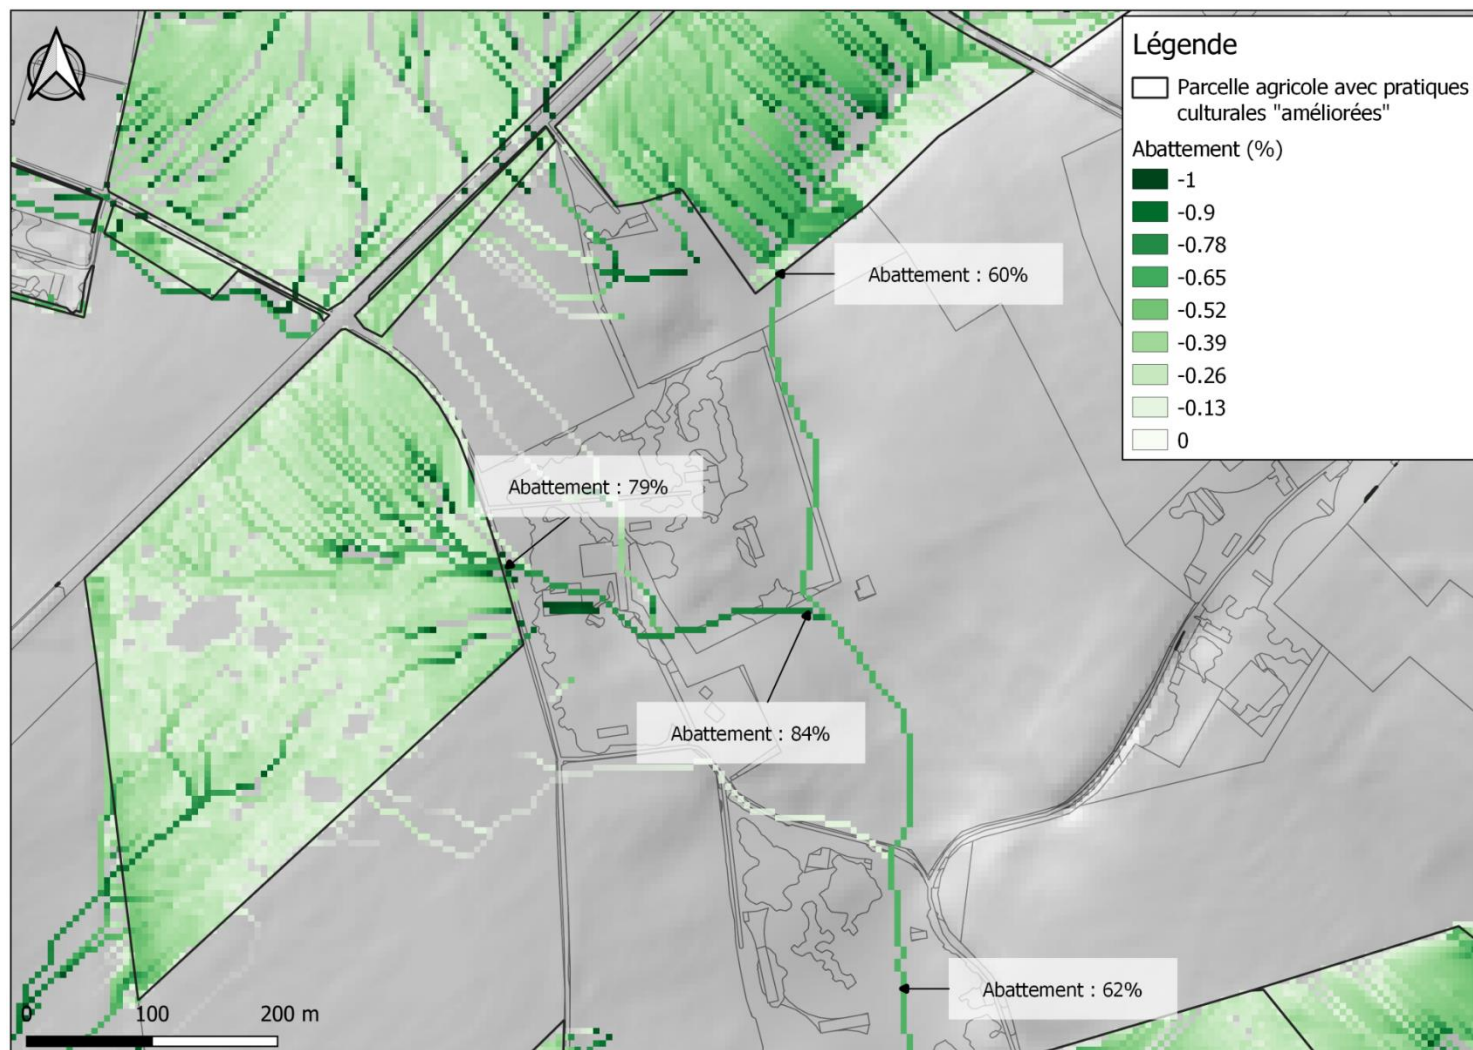 Légende
Parcelle agricole avec pratiques
culturales "améliorées"
Abattement (%)
-1
-0.9
-0.78
-0.65
-0.52
-0.39
-0.26
-0.13
0
Abattement : 60%
Abattement : 79%
Abattement : 84%
Abattement : 62%
0 100 200 m